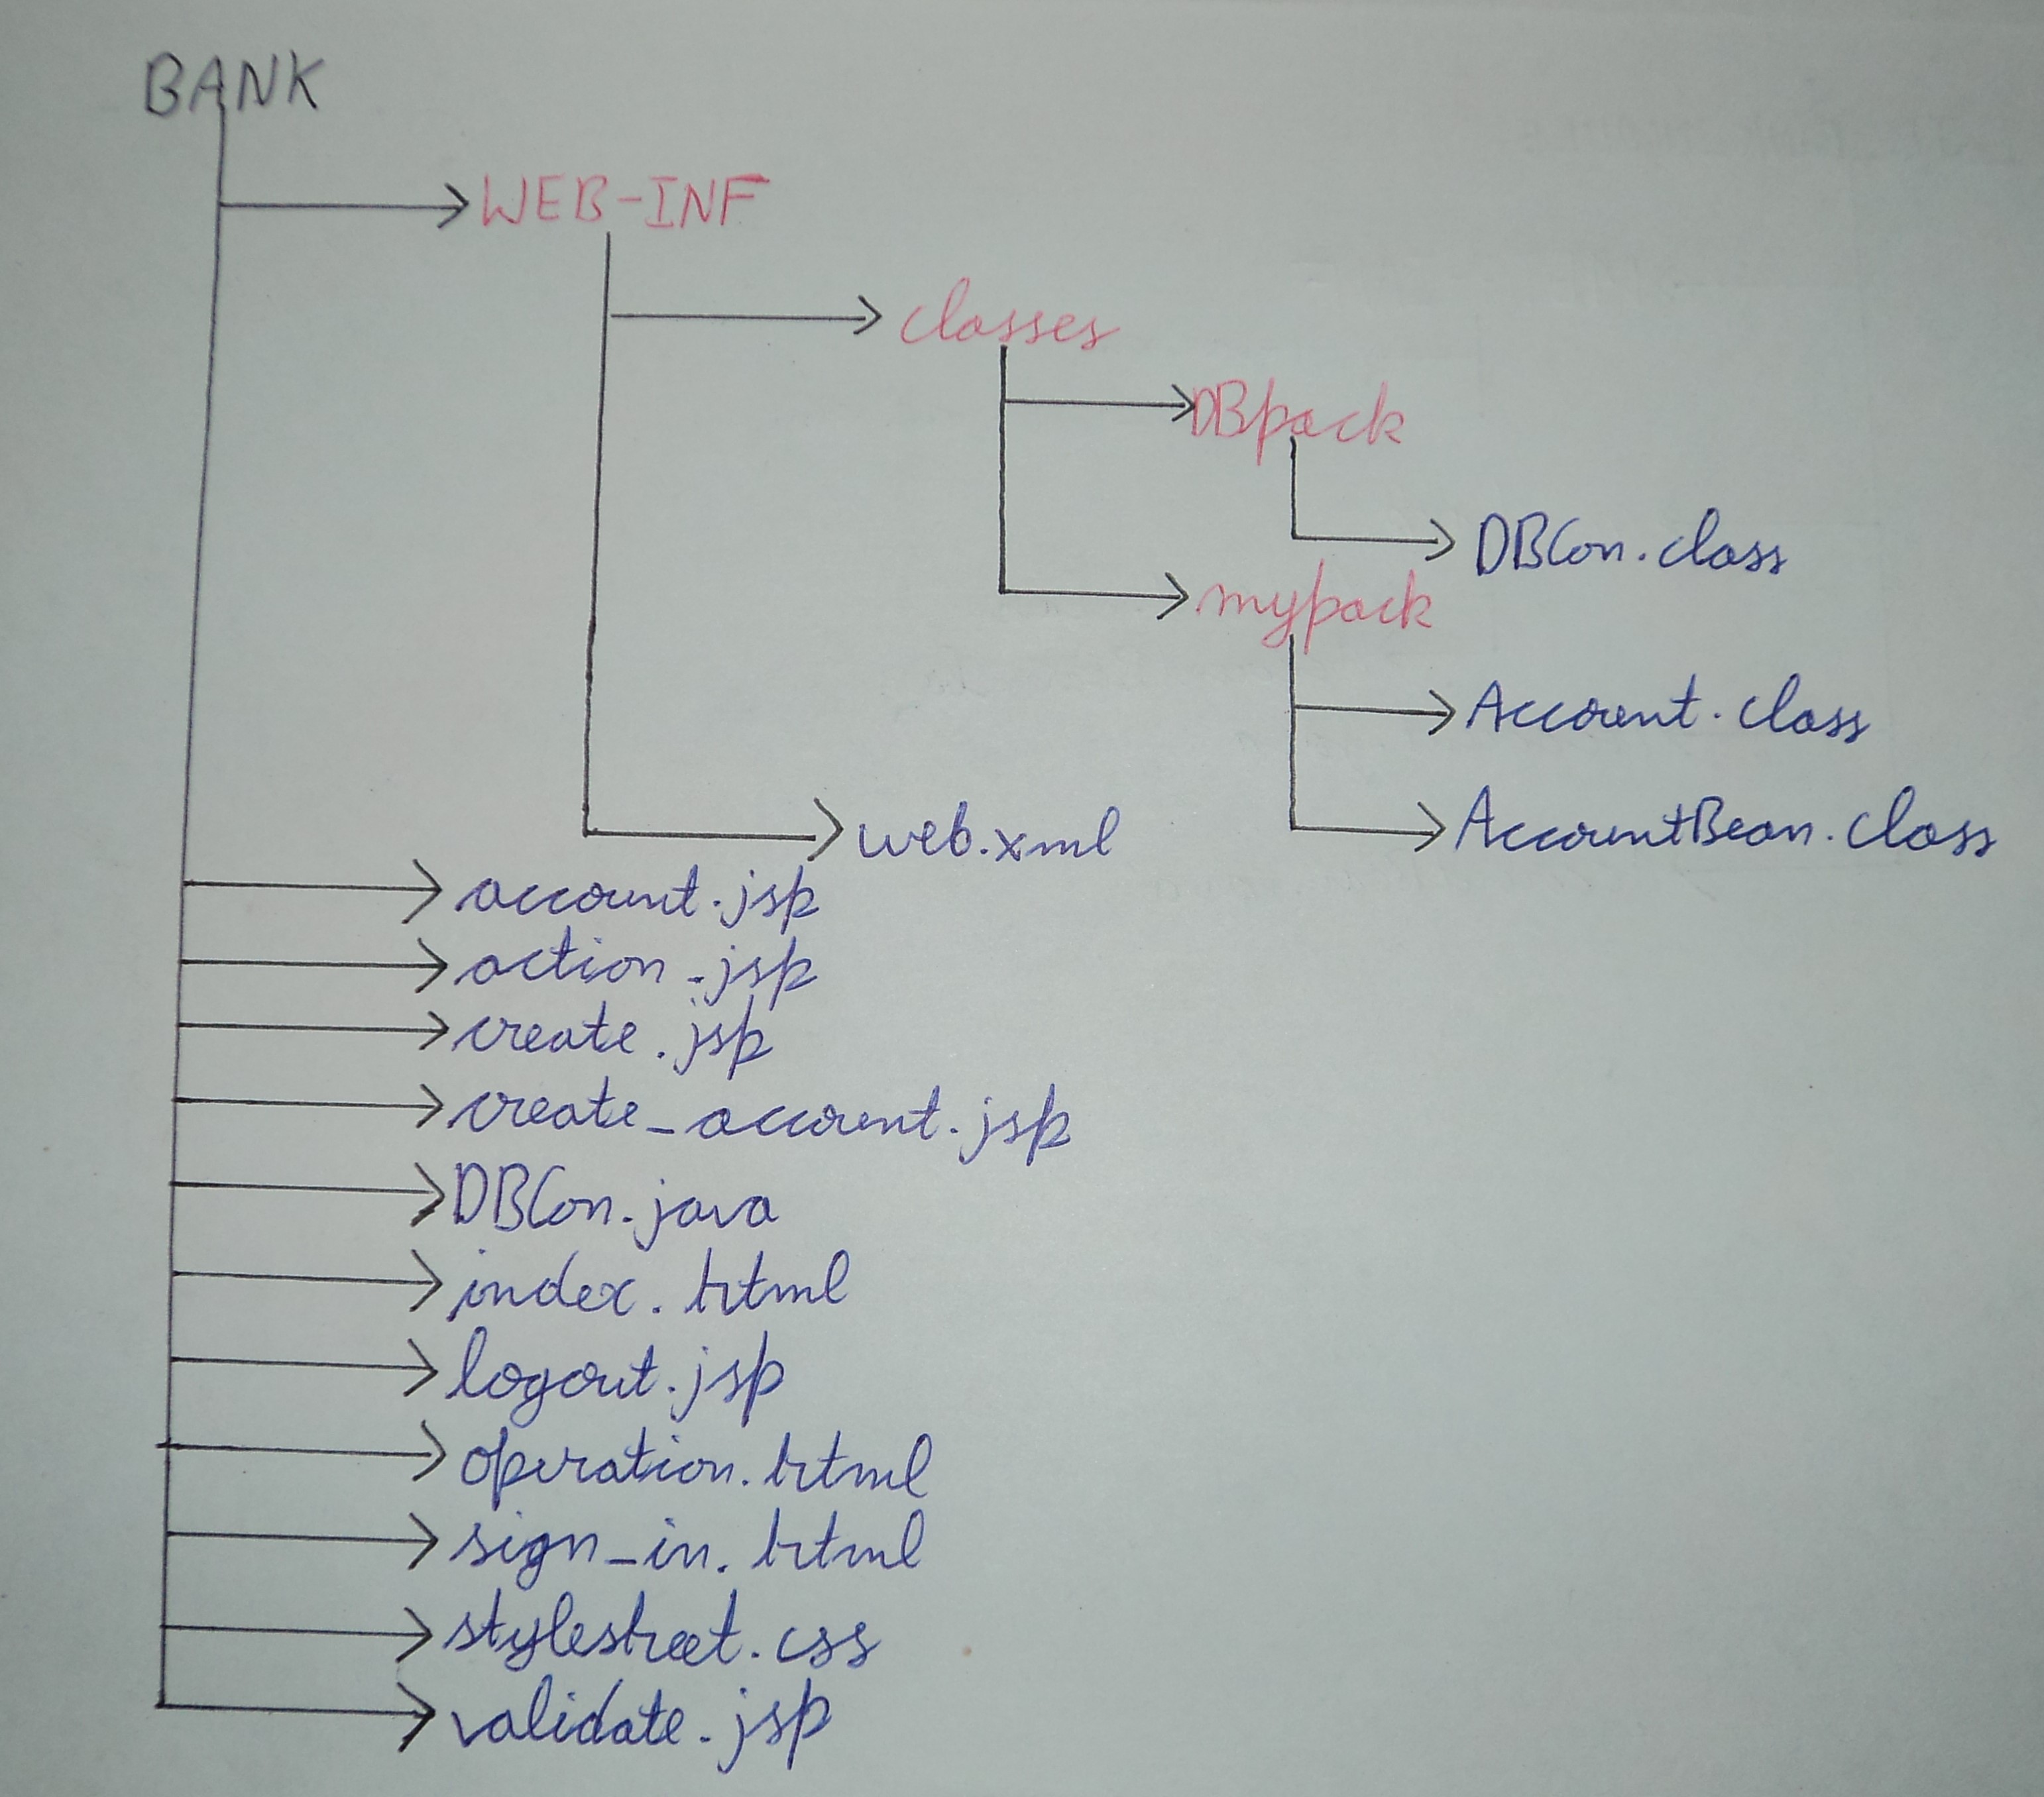 BANK
WEB-INF
classes
DBpack
DBCon.class
mypack
Account.class
AccountBean.class
web.xml
account.jsp
action.jsp
create.jsp
create_account.jsp
DBCon.java
index.html
logout.jsp
operation.html
sign_in.html
stylesheet.css
validate.jsp